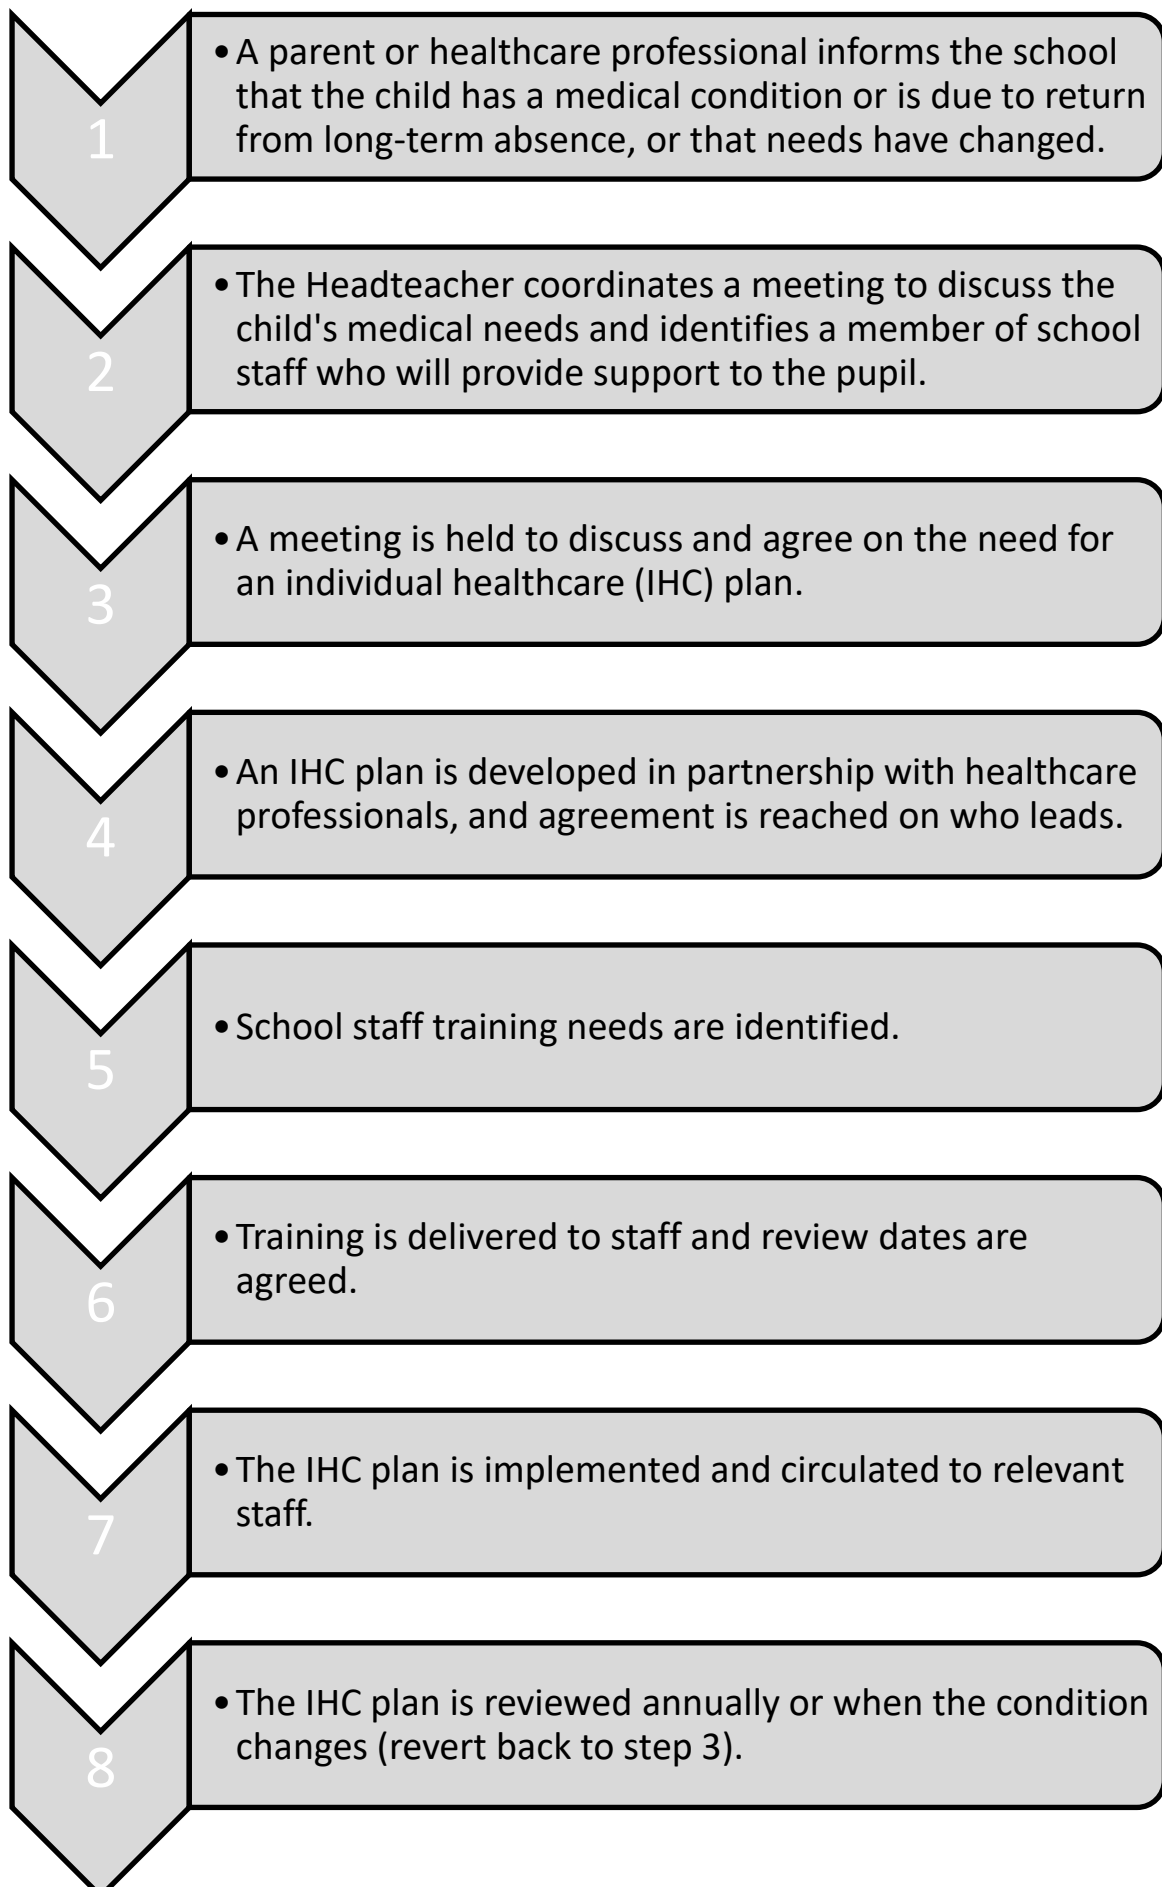 1
• A parent or healthcare professional informs the school
that the child has a medical condition or is due to return
from long-term absence, or that needs have changed.
2
• The Headteacher coordinates a meeting to discuss the
child's medical needs and identifies a member of school
staff who will provide support to the pupil.
3
• A meeting is held to discuss and agree on the need for
an individual healthcare (IHC) plan.
4
• An IHC plan is developed in partnership with healthcare
professionals, and agreement is reached on who leads.
5
• School staff training needs are identified.
6
• Training is delivered to staff and review dates are
agreed.
7
• The IHC plan is implemented and circulated to relevant
staff.
8
• The IHC plan is reviewed annually or when the condition
changes (revert back to step 3).